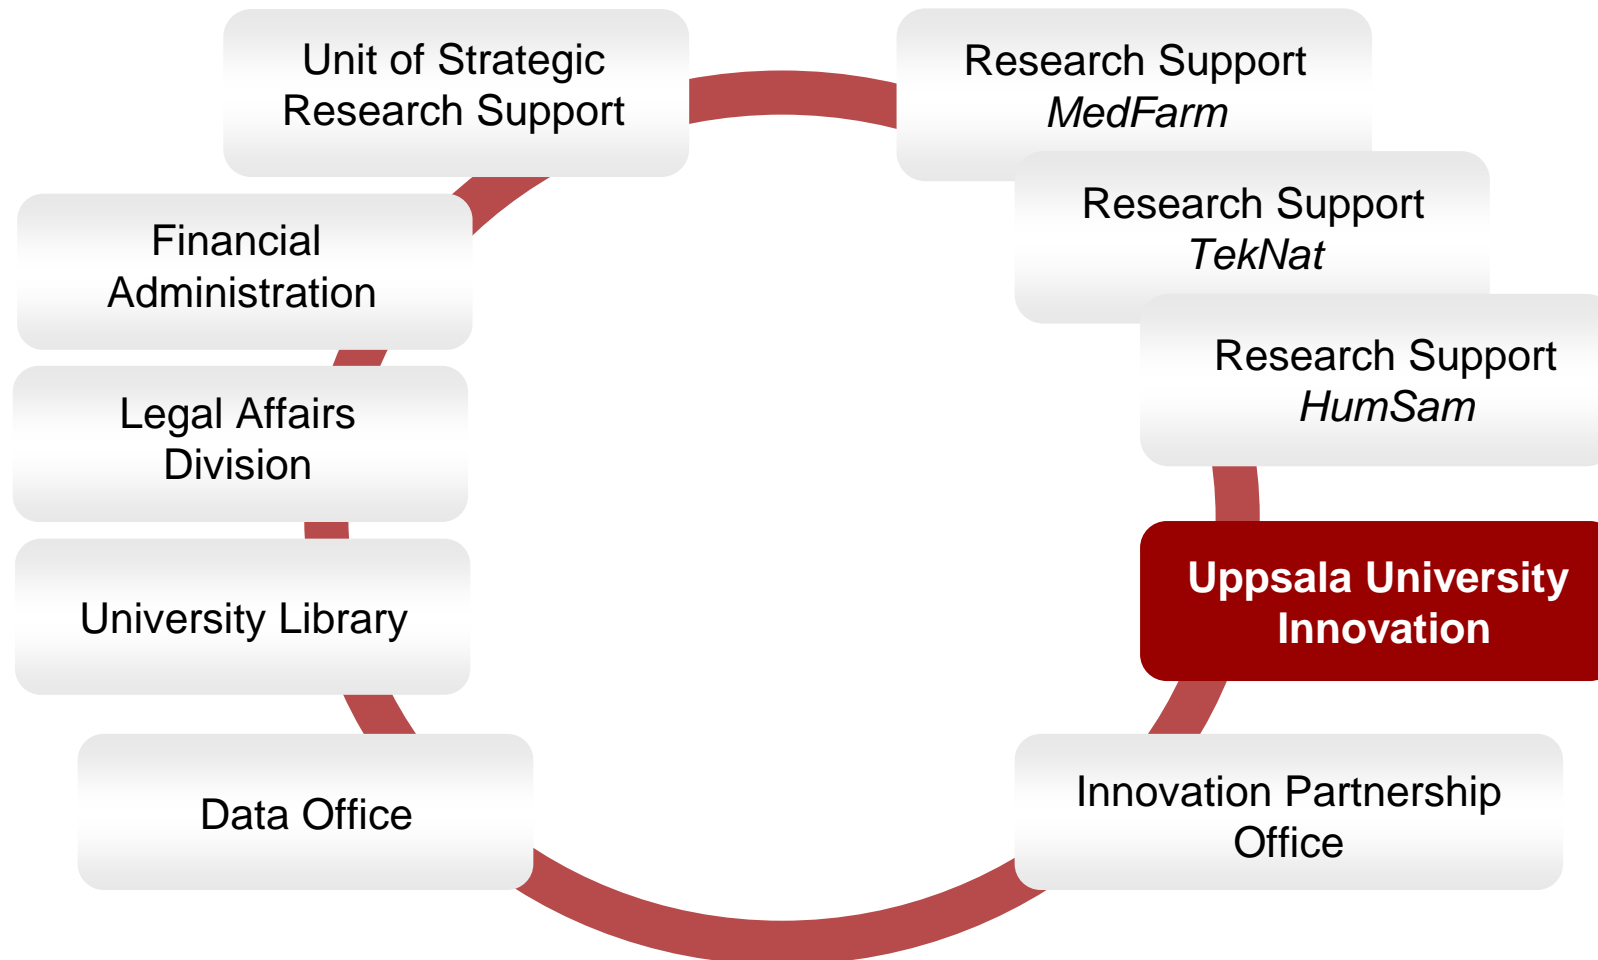 Unit of Strategic
Research Support
Research Support
MedFarm
Research Support
TekNat
Financial
Administration
Research Support
HumSam
Legal Affairs
Division
Uppsala University
Innovation
University Library
Innovation Partnership
Office
Data Office